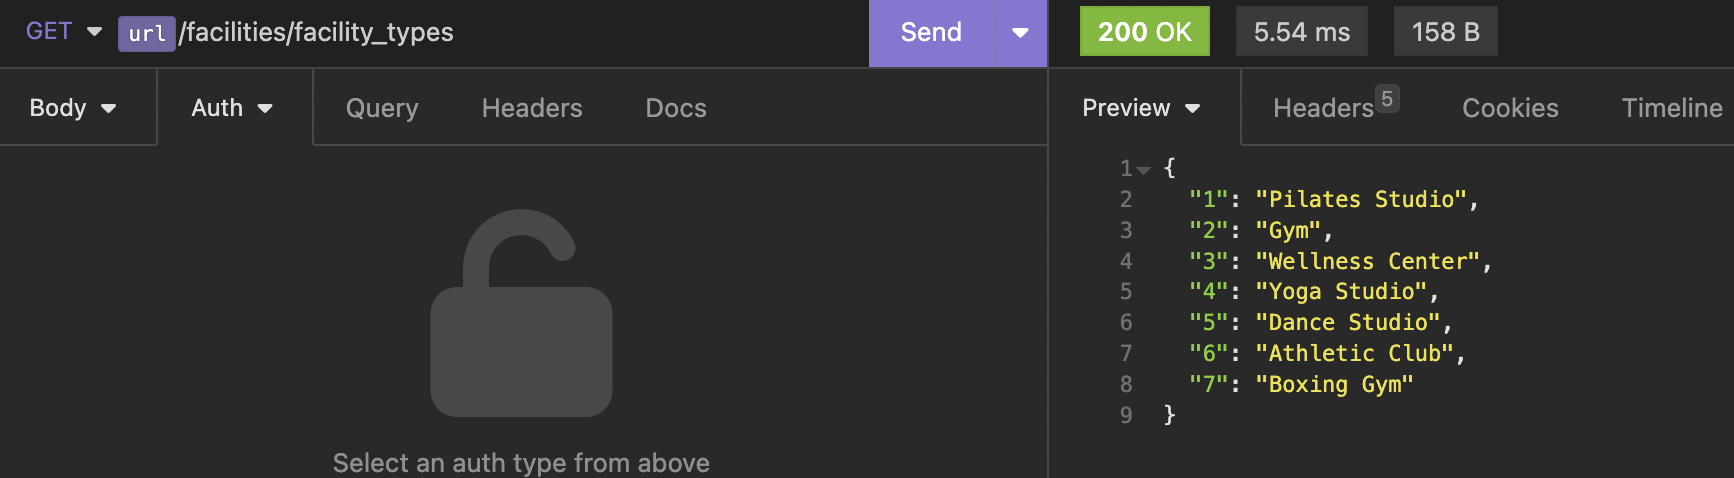 GET url/facilities/facility_types Send 200 OK 5.54 ms 158 B
Body Auth Query Headers Docs Preview Headers 5 Cookies Timeline
1 {
2 "1": "Pilates Studio",
3 "2": "Gym",
4 "3": "Wellness Center",
5 "4": "Yoga Studio",
6 "5": "Dance Studio",
7 "6": "Athletic Club",
8 "7": "Boxing Gym"
9 }
Select an auth type from above